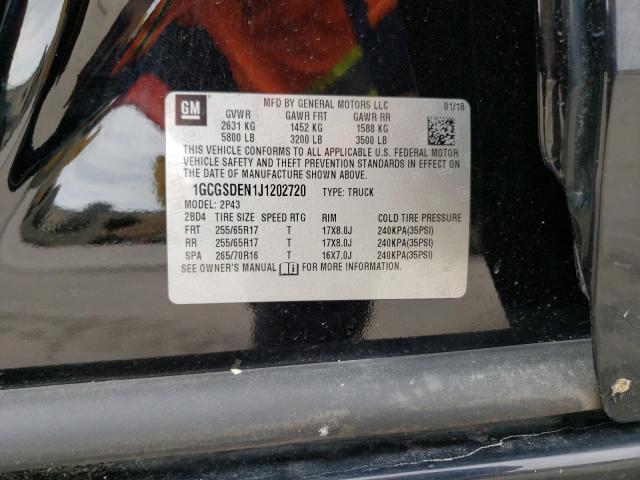 GM
MFD BY GENERAL MOTORS LLC 01/18
GVWR GAWR FRT GAWR RR
2631 KG 1452 KG 1588 KG
5800 LB 3200 LB 3500 LB
THIS VEHICLE CONFORMS TO ALL APPLICABLE U.S. FEDERAL MOTOR
VEHICLE SAFETY AND THEFT PREVENTION STANDARDS IN EFFECT ON
THE DATE OF MANUFACTURE SHOWN ABOVE.
1GCGSDEN1J1202720 TYPE: TRUCK
MODEL: 2P43
2BD4 TIRE SIZE SPEED RTG RIM COLD TIRE PRESSURE
FRT 255/65R17 T 17X8.0J 240KPA(35PSI)
RR 255/65R17 T 17X8.0J 240KPA(35PSI)
SPA 265/70R16 T 16X7.0J 240KPA(35PSI)
SEE OWNER'S MANUAL FOR MORE INFORMATION.